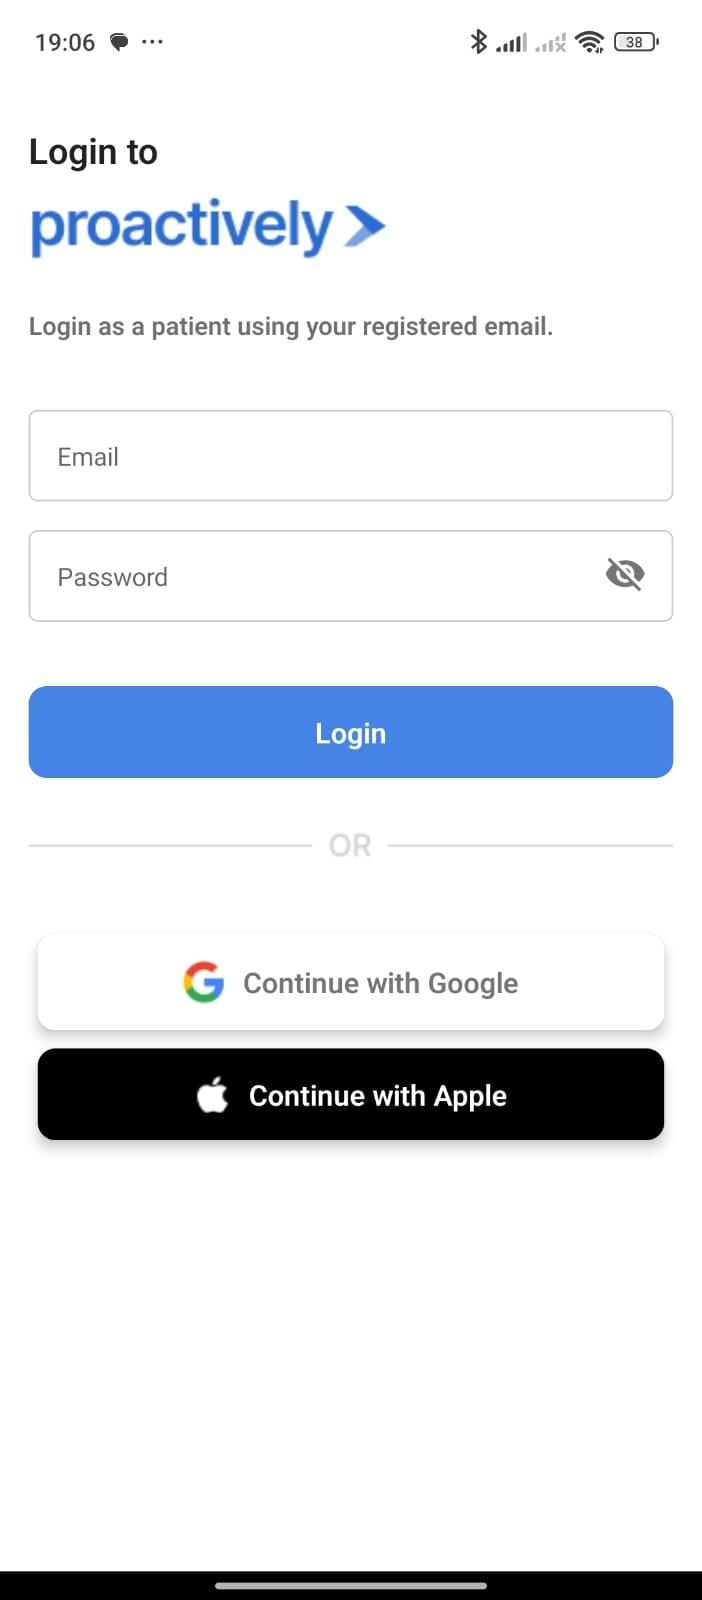 19:06
38
Login to
proactively
Login as a patient using your registered email.
Email
Password
Login
OR
Continue with Google
Continue with Apple